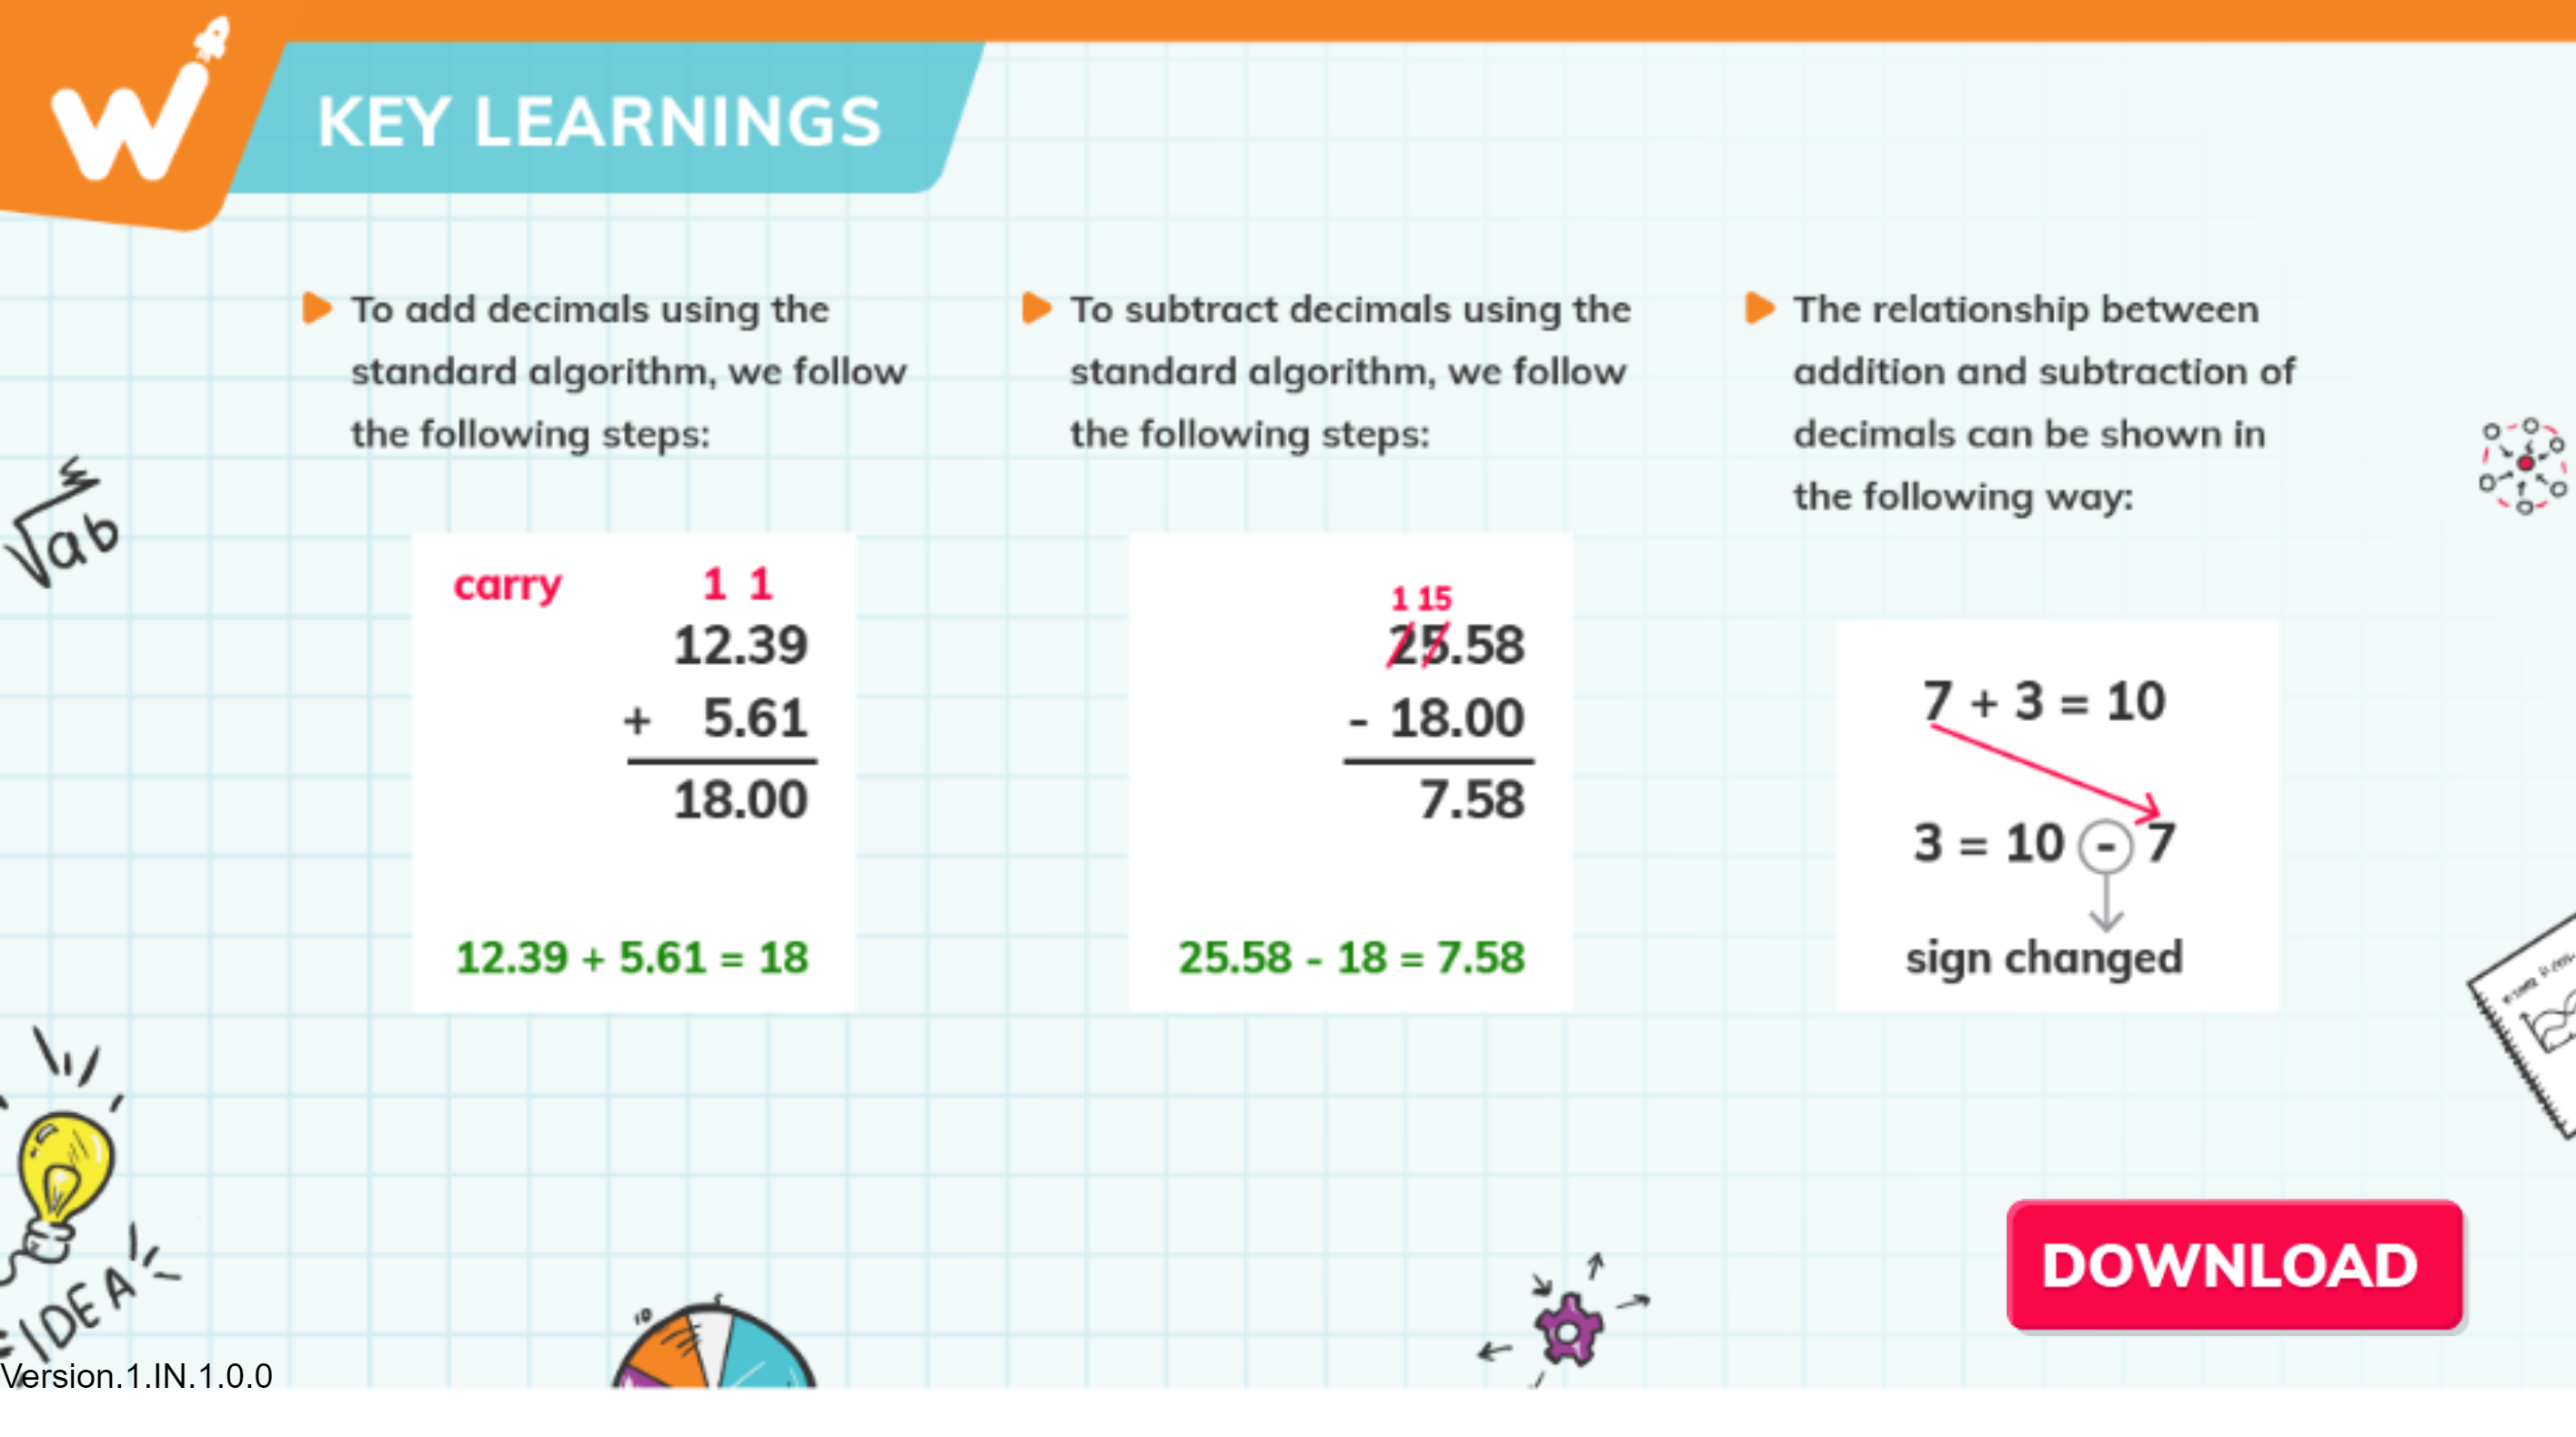 KEY LEARNINGS
To add decimals using the
standard algorithm, we follow
the following steps:
carry 1 1
12.39
+ 5.61
18.00
12.39 + 5.61 = 18
To subtract decimals using the
standard algorithm, we follow
the following steps:
1 15
25.58
- 18.00
7.58
25.58 - 18 = 7.58
The relationship between
addition and subtraction of
decimals can be shown in
the following way:
7 + 3 = 10
3 = 10 - 7
sign changed
√ab
IDEA
10 5
DOWNLOAD
Version.1.IN.1.0.0